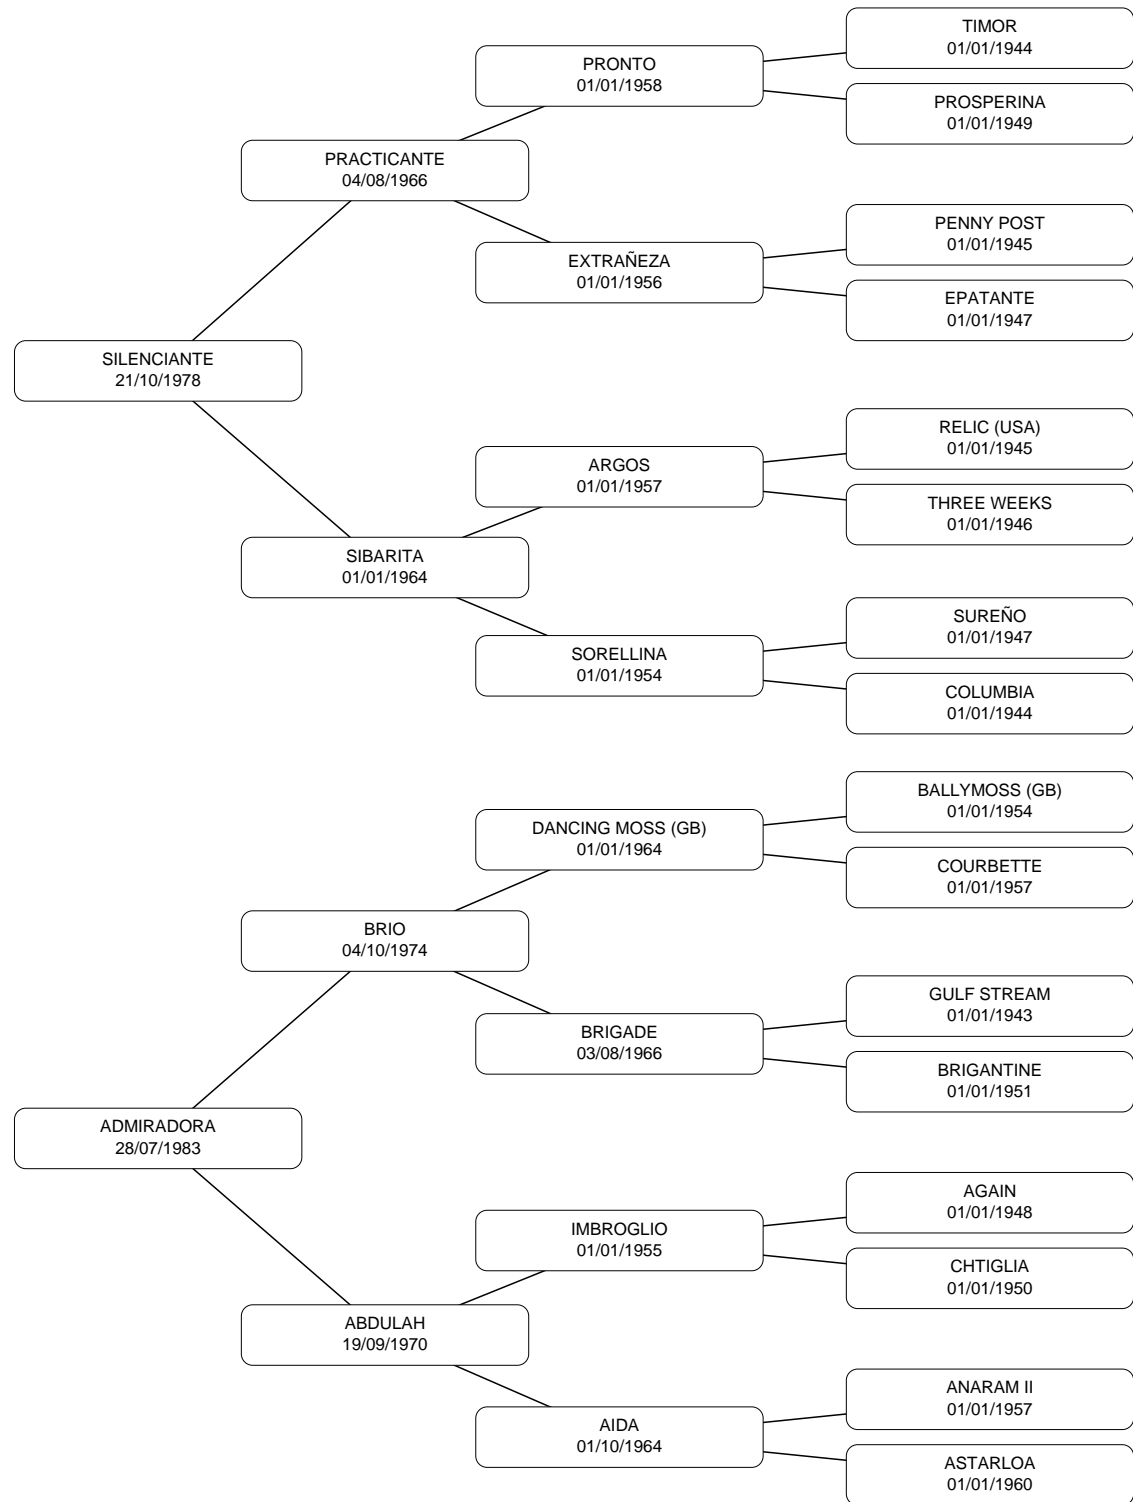 TIMOR
01/01/1944
PRONTO
01/01/1958
PROSPERINA
01/01/1949
PRACTICANTE
04/08/1966
PENNY POST
01/01/1945
EXTRAÑEZA
01/01/1956
EPATANTE
01/01/1947
SILENCIANTE
21/10/1978
RELIC (USA)
01/01/1945
ARGOS
01/01/1957
THREE WEEKS
01/01/1946
SIBARITA
01/01/1964
SUREÑO
01/01/1947
SORELLINA
01/01/1954
COLUMBIA
01/01/1944
BALLYMOSS (GB)
01/01/1954
DANCING MOSS (GB)
01/01/1964
COURBETTE
01/01/1957
BRIO
04/10/1974
GULF STREAM
01/01/1943
BRIGADE
03/08/1966
BRIGANTINE
01/01/1951
ADMIRADORA
28/07/1983
AGAIN
01/01/1948
IMBROGLIO
01/01/1955
CHTIGLIA
01/01/1950
ABDULAH
19/09/1970
ANARAM II
01/01/1957
AIDA
01/10/1964
ASTARLOA
01/01/1960